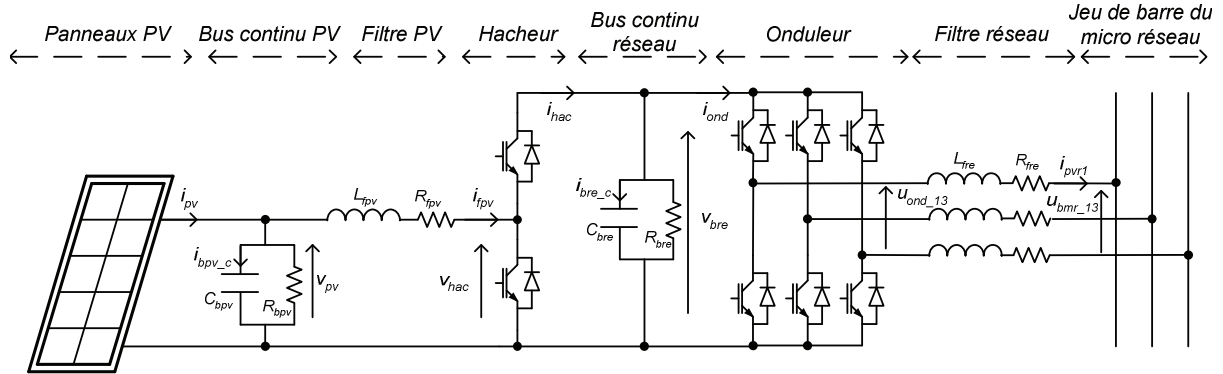 Panneaux PV
Bus continu PV
Filtre PV
Hacheur
Bus continu
réseau
Onduleur
Filtre réseau
Jeu de barre du
micro réseau
i_hac
i_ond
i_pv
L_fpv
R_fpv
i_fpv
i_bpv_c
C_bpv
R_bpv
v_pv
v_hac
i_bre_c
C_bre
R_bre
v_bre
L_fre
R_fre
i_pvr1
u_ond_13
u_bmr_13